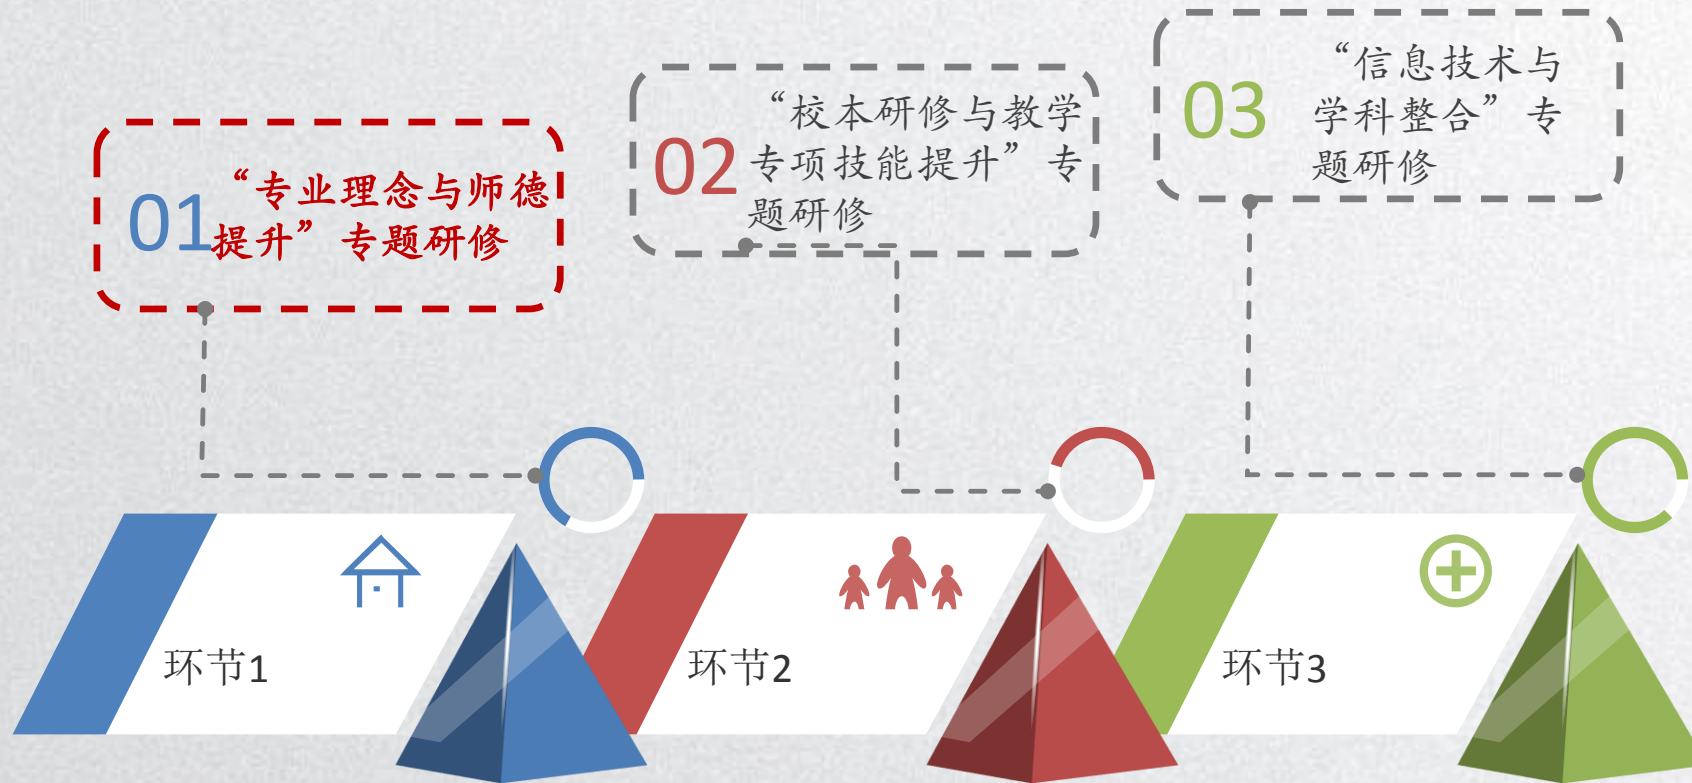 01
“专业理念与师德
提升”专题研修
02
“校本研修与教学
专项技能提升”专
题研修
03
“信息技术与
学科整合”专
题研修
环节1
环节2
环节3